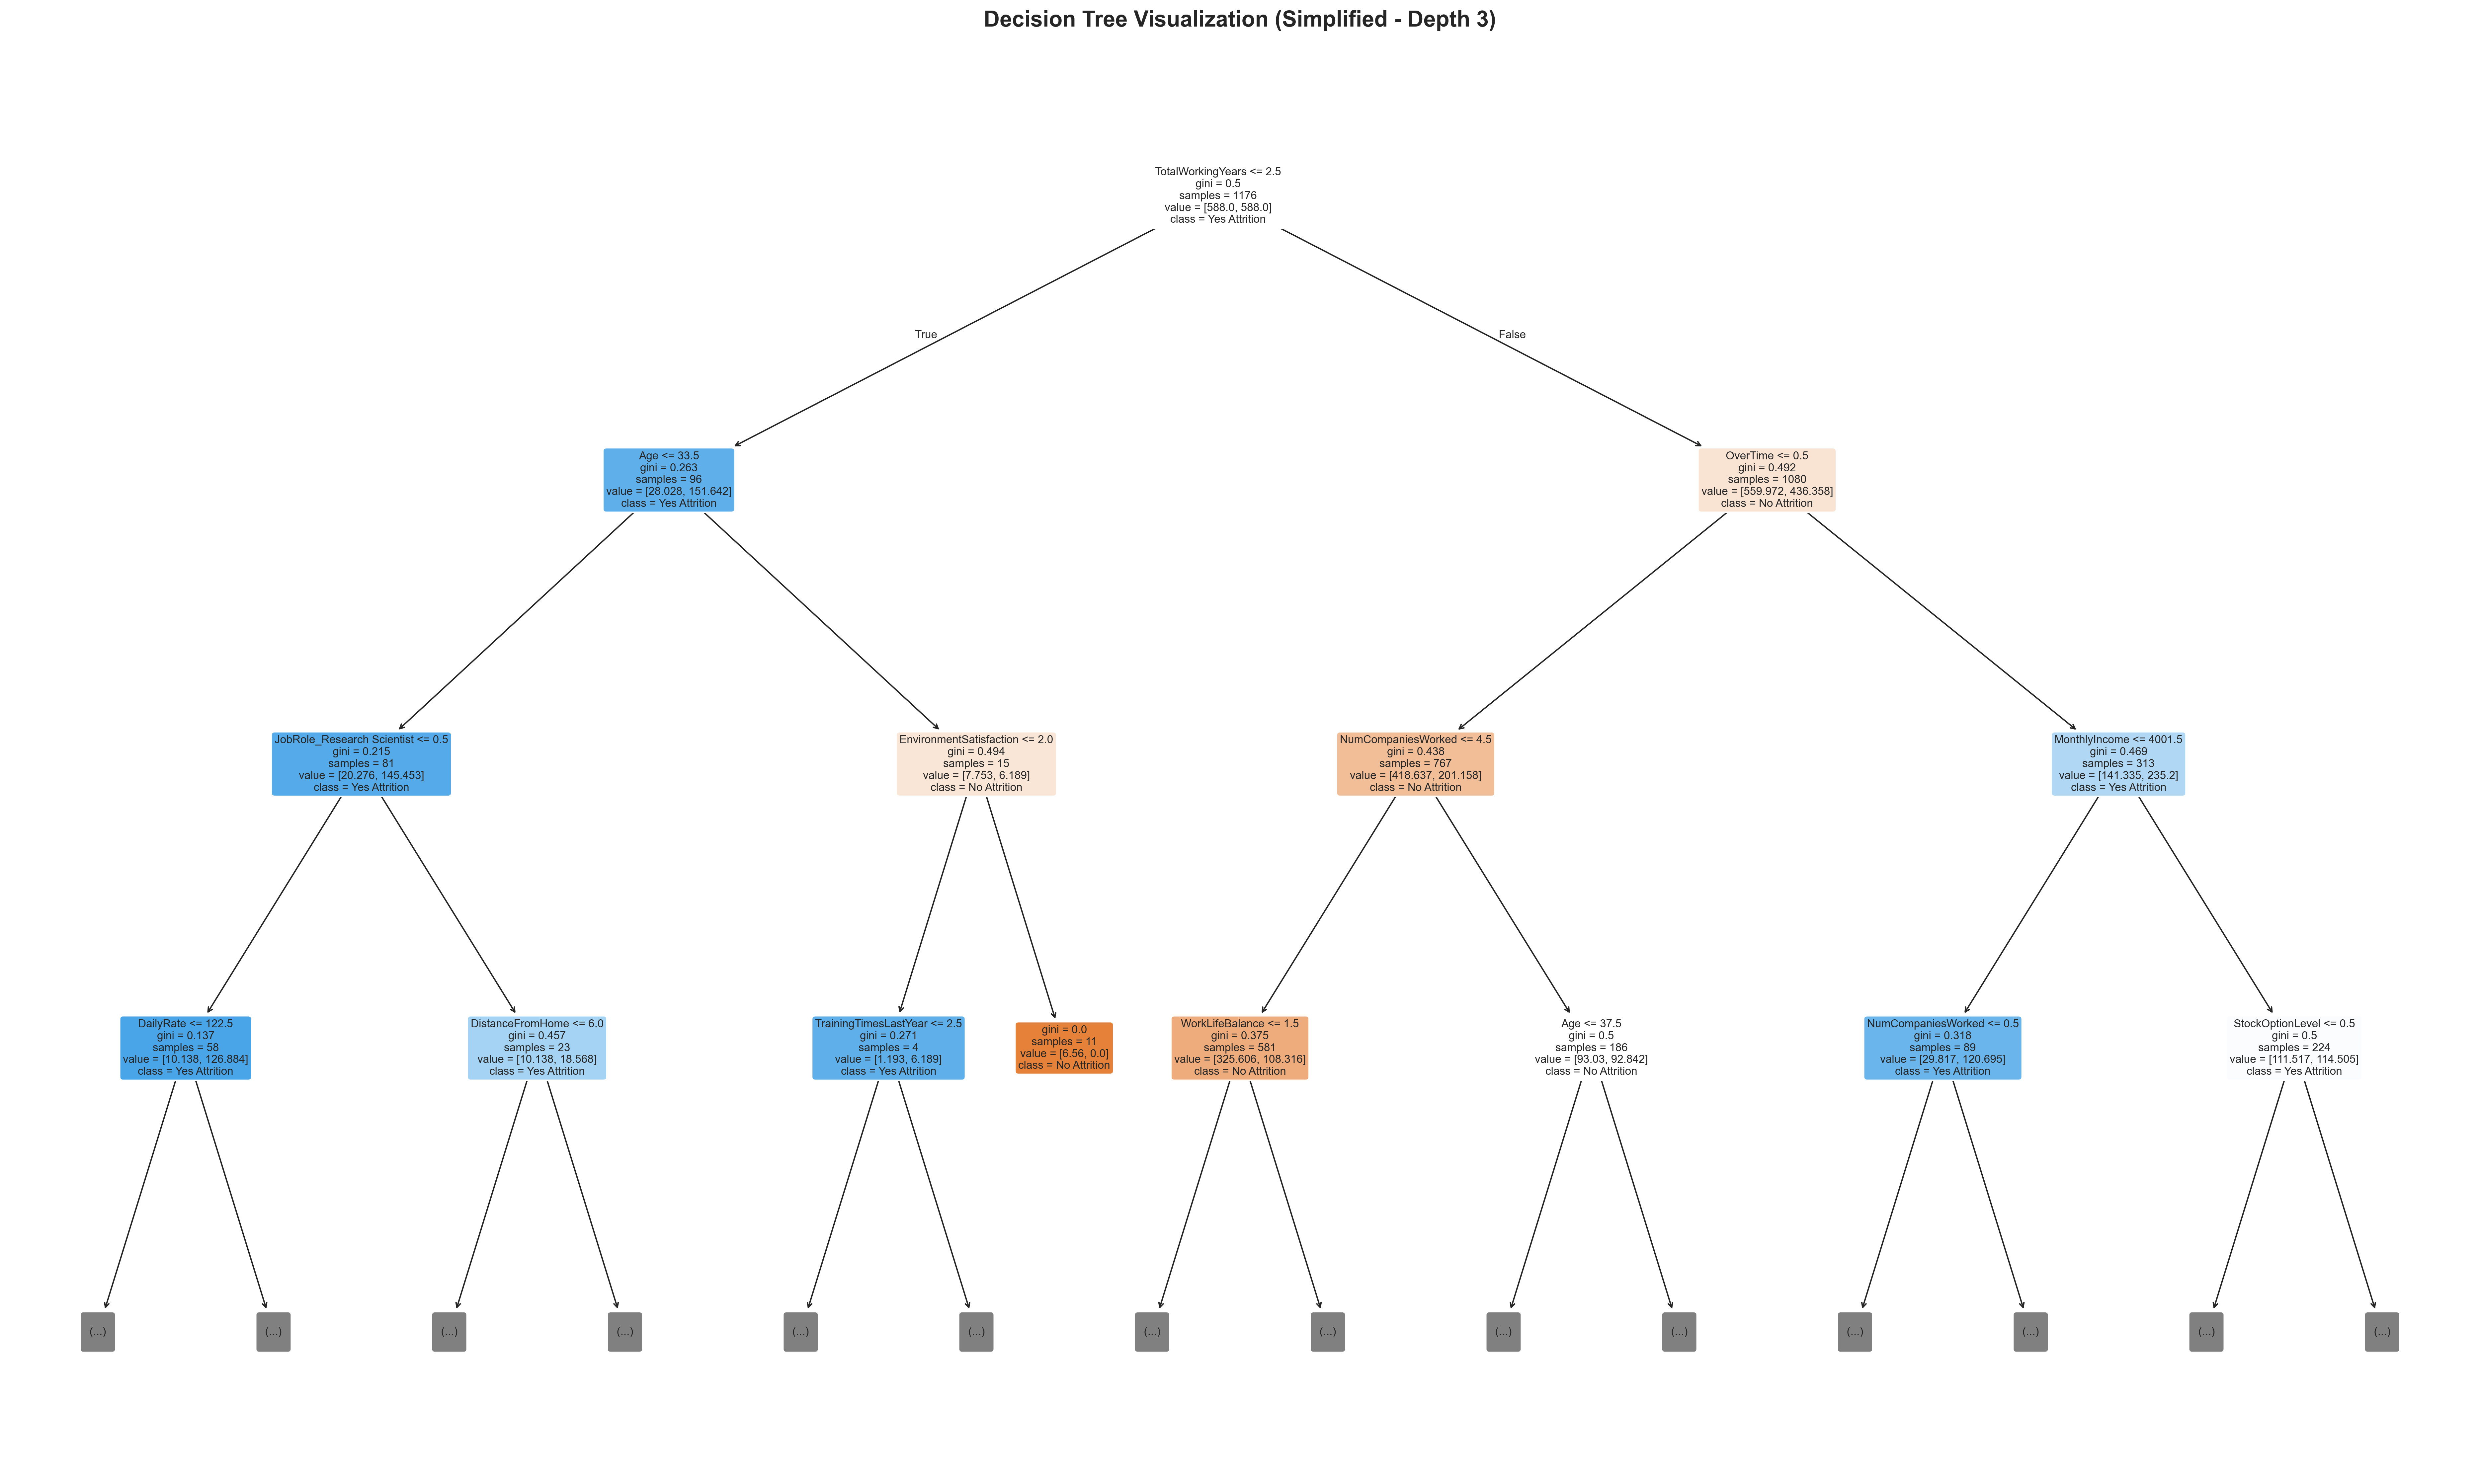 Decision Tree Visualization (Simplified - Depth 3)
TotalWorkingYears <= 2.5
gini = 0.5
samples = 1176
value = [588.0, 588.0]
class = Yes Attrition
True
False
Age <= 33.5
gini = 0.263
samples = 96
value = [28.028, 151.642]
class = Yes Attrition
OverTime <= 0.5
gini = 0.492
samples = 1080
value = [559.972, 436.358]
class = No Attrition
JobRole_Research Scientist <= 0.5
gini = 0.215
samples = 81
value = [20.276, 145.453]
class = Yes Attrition
EnvironmentSatisfaction <= 2.0
gini = 0.494
samples = 15
value = [7.753, 6.189]
class = No Attrition
NumCompaniesWorked <= 4.5
gini = 0.438
samples = 767
value = [418.637, 201.158]
class = No Attrition
MonthlyIncome <= 4001.5
gini = 0.469
samples = 313
value = [141.335, 235.2]
class = Yes Attrition
DailyRate <= 122.5
gini = 0.137
samples = 58
value = [10.138, 126.884]
class = Yes Attrition
DistanceFromHome <= 6.0
gini = 0.457
samples = 23
value = [10.138, 18.568]
class = Yes Attrition
TrainingTimesLastYear <= 2.5
gini = 0.271
samples = 4
value = [1.193, 6.189]
class = Yes Attrition
gini = 0.0
samples = 11
value = [6.56, 0.0]
class = No Attrition
WorkLifeBalance <= 1.5
gini = 0.375
samples = 581
value = [325.606, 108.316]
class = No Attrition
Age <= 37.5
gini = 0.5
samples = 186
value = [93.03, 92.842]
class = No Attrition
NumCompaniesWorked <= 0.5
gini = 0.318
samples = 89
value = [29.817, 120.695]
class = Yes Attrition
StockOptionLevel <= 0.5
gini = 0.5
samples = 224
value = [111.517, 114.505]
class = Yes Attrition
(...)
(...)
(...)
(...)
(...)
(...)
(...)
(...)
(...)
(...)
(...)
(...)
(...)
(...)